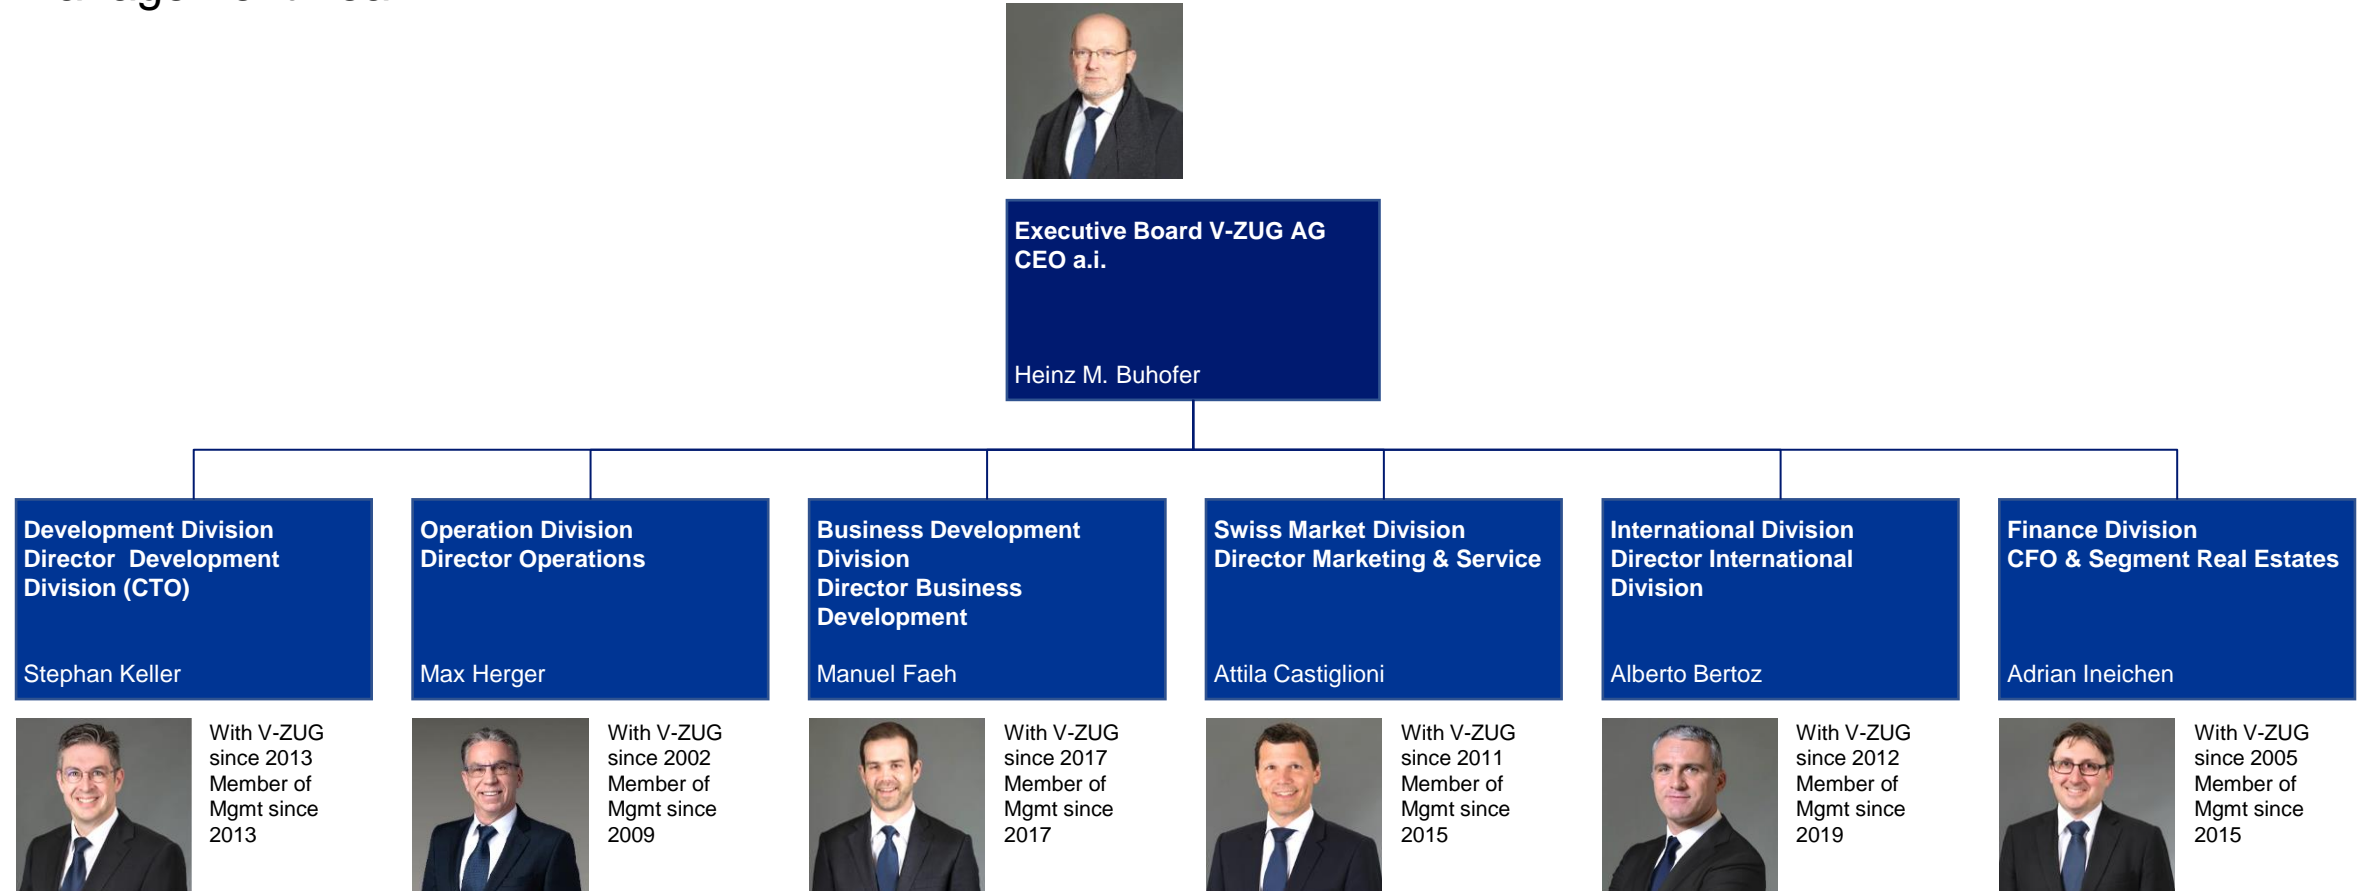 Executive Board V-ZUG AG
CEO a.i.
Heinz M. Buhofer
Development Division
Director  Development
Division (CTO)
Stephan Keller
Operation Division
Director Operations
Max Herger
Business Development
Division
Director Business
Development
Manuel Faeh
Swiss Market Division
Director Marketing & Service
Attila Castiglioni
International Division
Director International
Division
Alberto Bertoz
Finance Division
CFO & Segment Real Estates
Adrian Ineichen
With V-ZUG
since 2013
Member of
Mgmt since
2013
With V-ZUG
since 2002
Member of
Mgmt since
2009
With V-ZUG
since 2017
Member of
Mgmt since
2017
With V-ZUG
since 2011
Member of
Mgmt since
2015
With V-ZUG
since 2012
Member of
Mgmt since
2019
With V-ZUG
since 2005
Member of
Mgmt since
2015